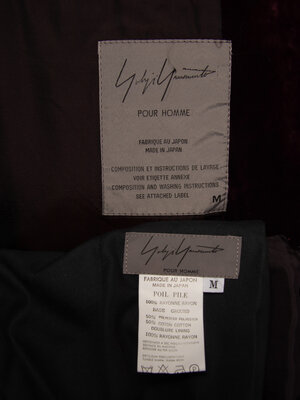 Yohji Yamamoto
POUR HOMME
FABRIQUE AU JAPON
MADE IN JAPAN
COMPOSITION ET INSTRUCTIONS DE LAVAGE
VOIR ETIQUETTE ANNEXE
COMPOSITION AND WASHING INSTRUCTIONS
SEE ATTACHED LABEL
M
Yohji Yamamoto
POUR HOMME
FABRIQUE AU JAPON
MADE IN JAPAN
M
POIL PILE
100% RAYONNE RAYON
BASE GROUND
50% POLYESTER POLYESTER
50% COTON COTTON
DOUBLURE LINING
100% RAYONNE RAYON